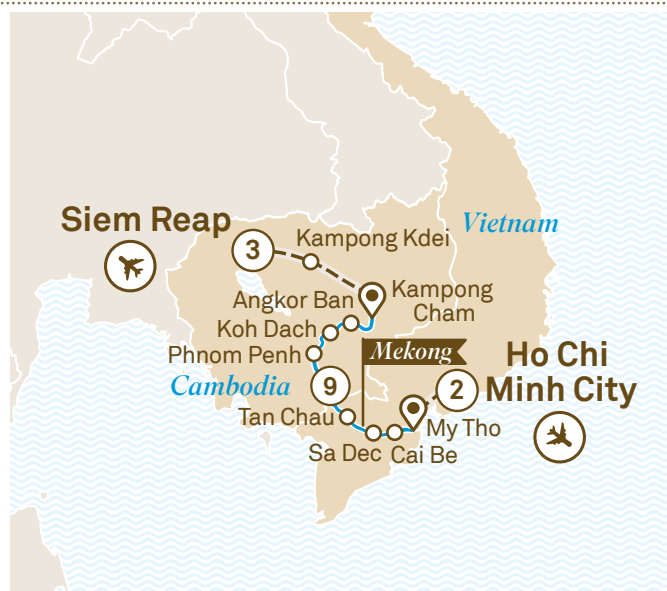 Siem Reap
3
Kampong Kdei
Vietnam
Angkor Ban
Kampong
Cham
Koh Dach
Phnom Penh
Mekong
Ho Chi
Minh City
Cambodia
9
2
Tan Chau
My Tho
Sa Dec
Cai Be